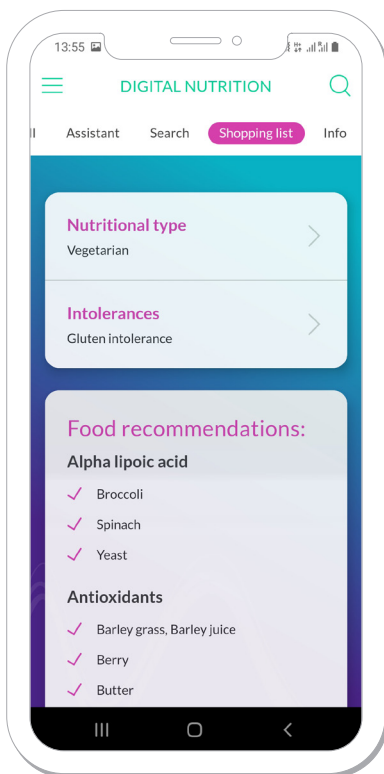 13:55
DIGITAL NUTRITION
ll Assistant Search Shopping list Info
Nutritional type
Vegetarian
Intolerances
Gluten intolerance
Food recommendations:
Alpha lipoic acid
Broccoli
Spinach
Yeast
Antioxidants
Barley grass, Barley juice
Berry
Butter